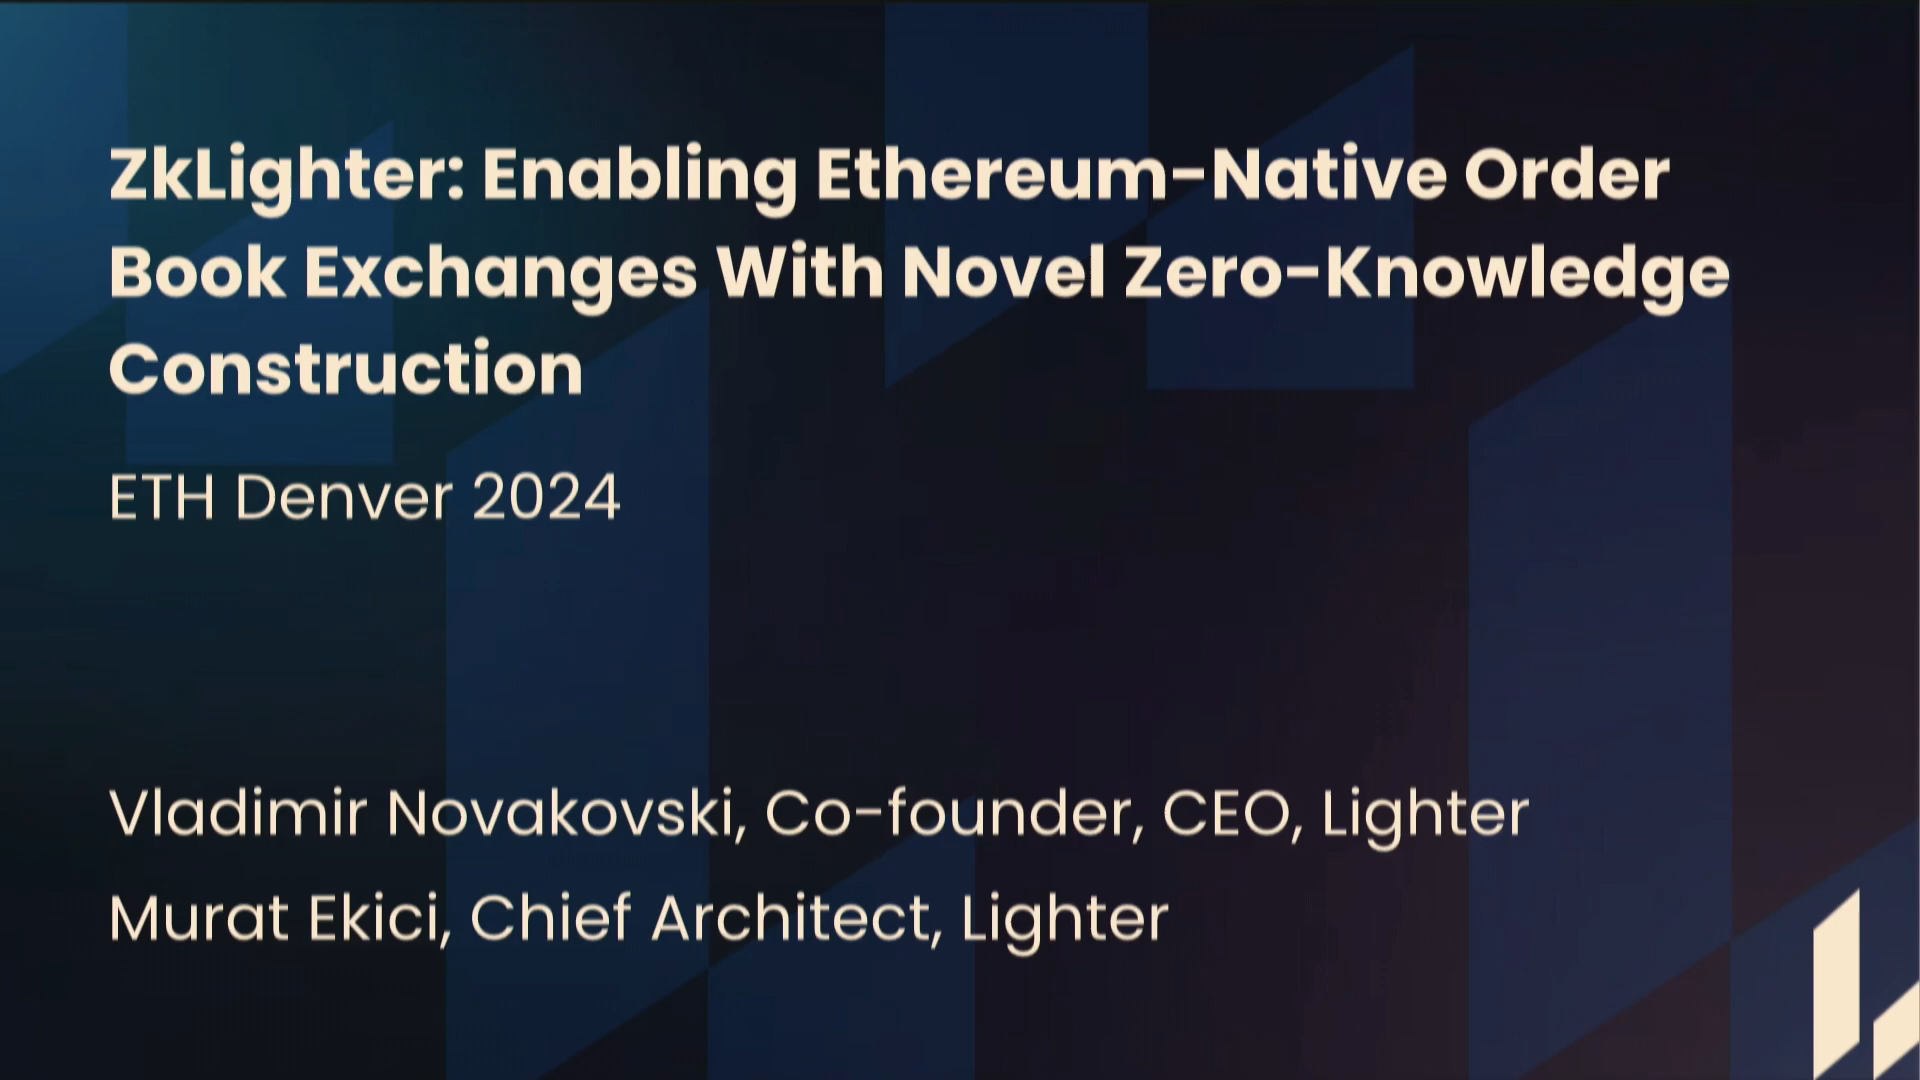 ZkLighter: Enabling Ethereum-Native Order
Book Exchanges With Novel Zero-Knowledge
Construction
ETH Denver 2024
Vladimir Novakovski, Co-founder, CEO, Lighter
Murat Ekici, Chief Architect, Lighter